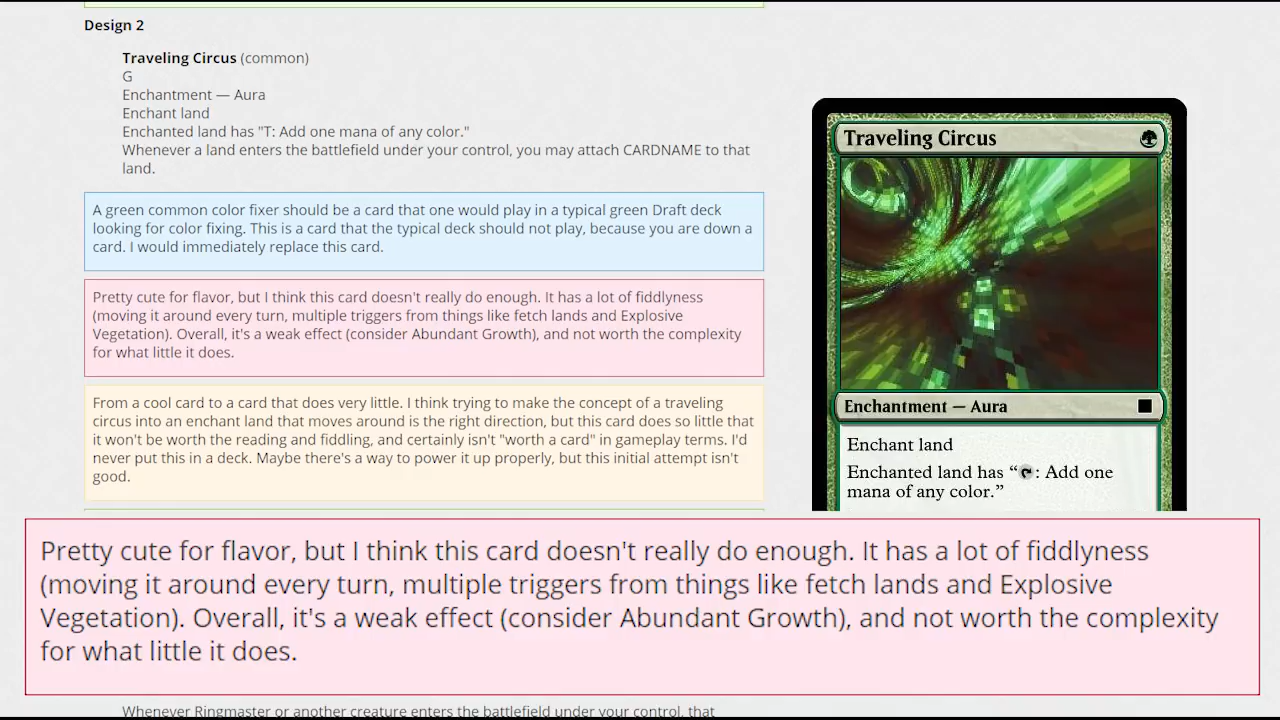 Design 2
Traveling Circus (common)
G
Enchantment — Aura
Enchant land
Enchanted land has "T: Add one mana of any color."
Whenever a land enters the battlefield under your control, you may attach CARDNAME to that
land.
A green common color fixer should be a card that one would play in a typical green Draft deck
looking for color fixing. This is a card that the typical deck should not play, because you are down a
card. I would immediately replace this card.
Pretty cute for flavor, but I think this card doesn't really do enough. It has a lot of fiddlyness
(moving it around every turn, multiple triggers from things like fetch lands and Explosive
Vegetation). Overall, it's a weak effect (consider Abundant Growth), and not worth the complexity
for what little it does.
From a cool card to a card that does very little. I think trying to make the concept of a traveling
circus into an enchant land that moves around is the right direction, but this card does so little that
it won't be worth the reading and fiddling, and certainly isn't "worth a card" in gameplay terms. I'd
never put this in a deck. Maybe there's a way to power it up properly, but this initial attempt isn't
good.
Traveling Circus
Enchantment — Aura
Enchant land
Enchanted land has “: Add one
mana of any color.”
Pretty cute for flavor, but I think this card doesn't really do enough. It has a lot of fiddlyness
(moving it around every turn, multiple triggers from things like fetch lands and Explosive
Vegetation). Overall, it's a weak effect (consider Abundant Growth), and not worth the complexity
for what little it does.
Whenever Ringmaster or another creature enters the battlefield under your control, that